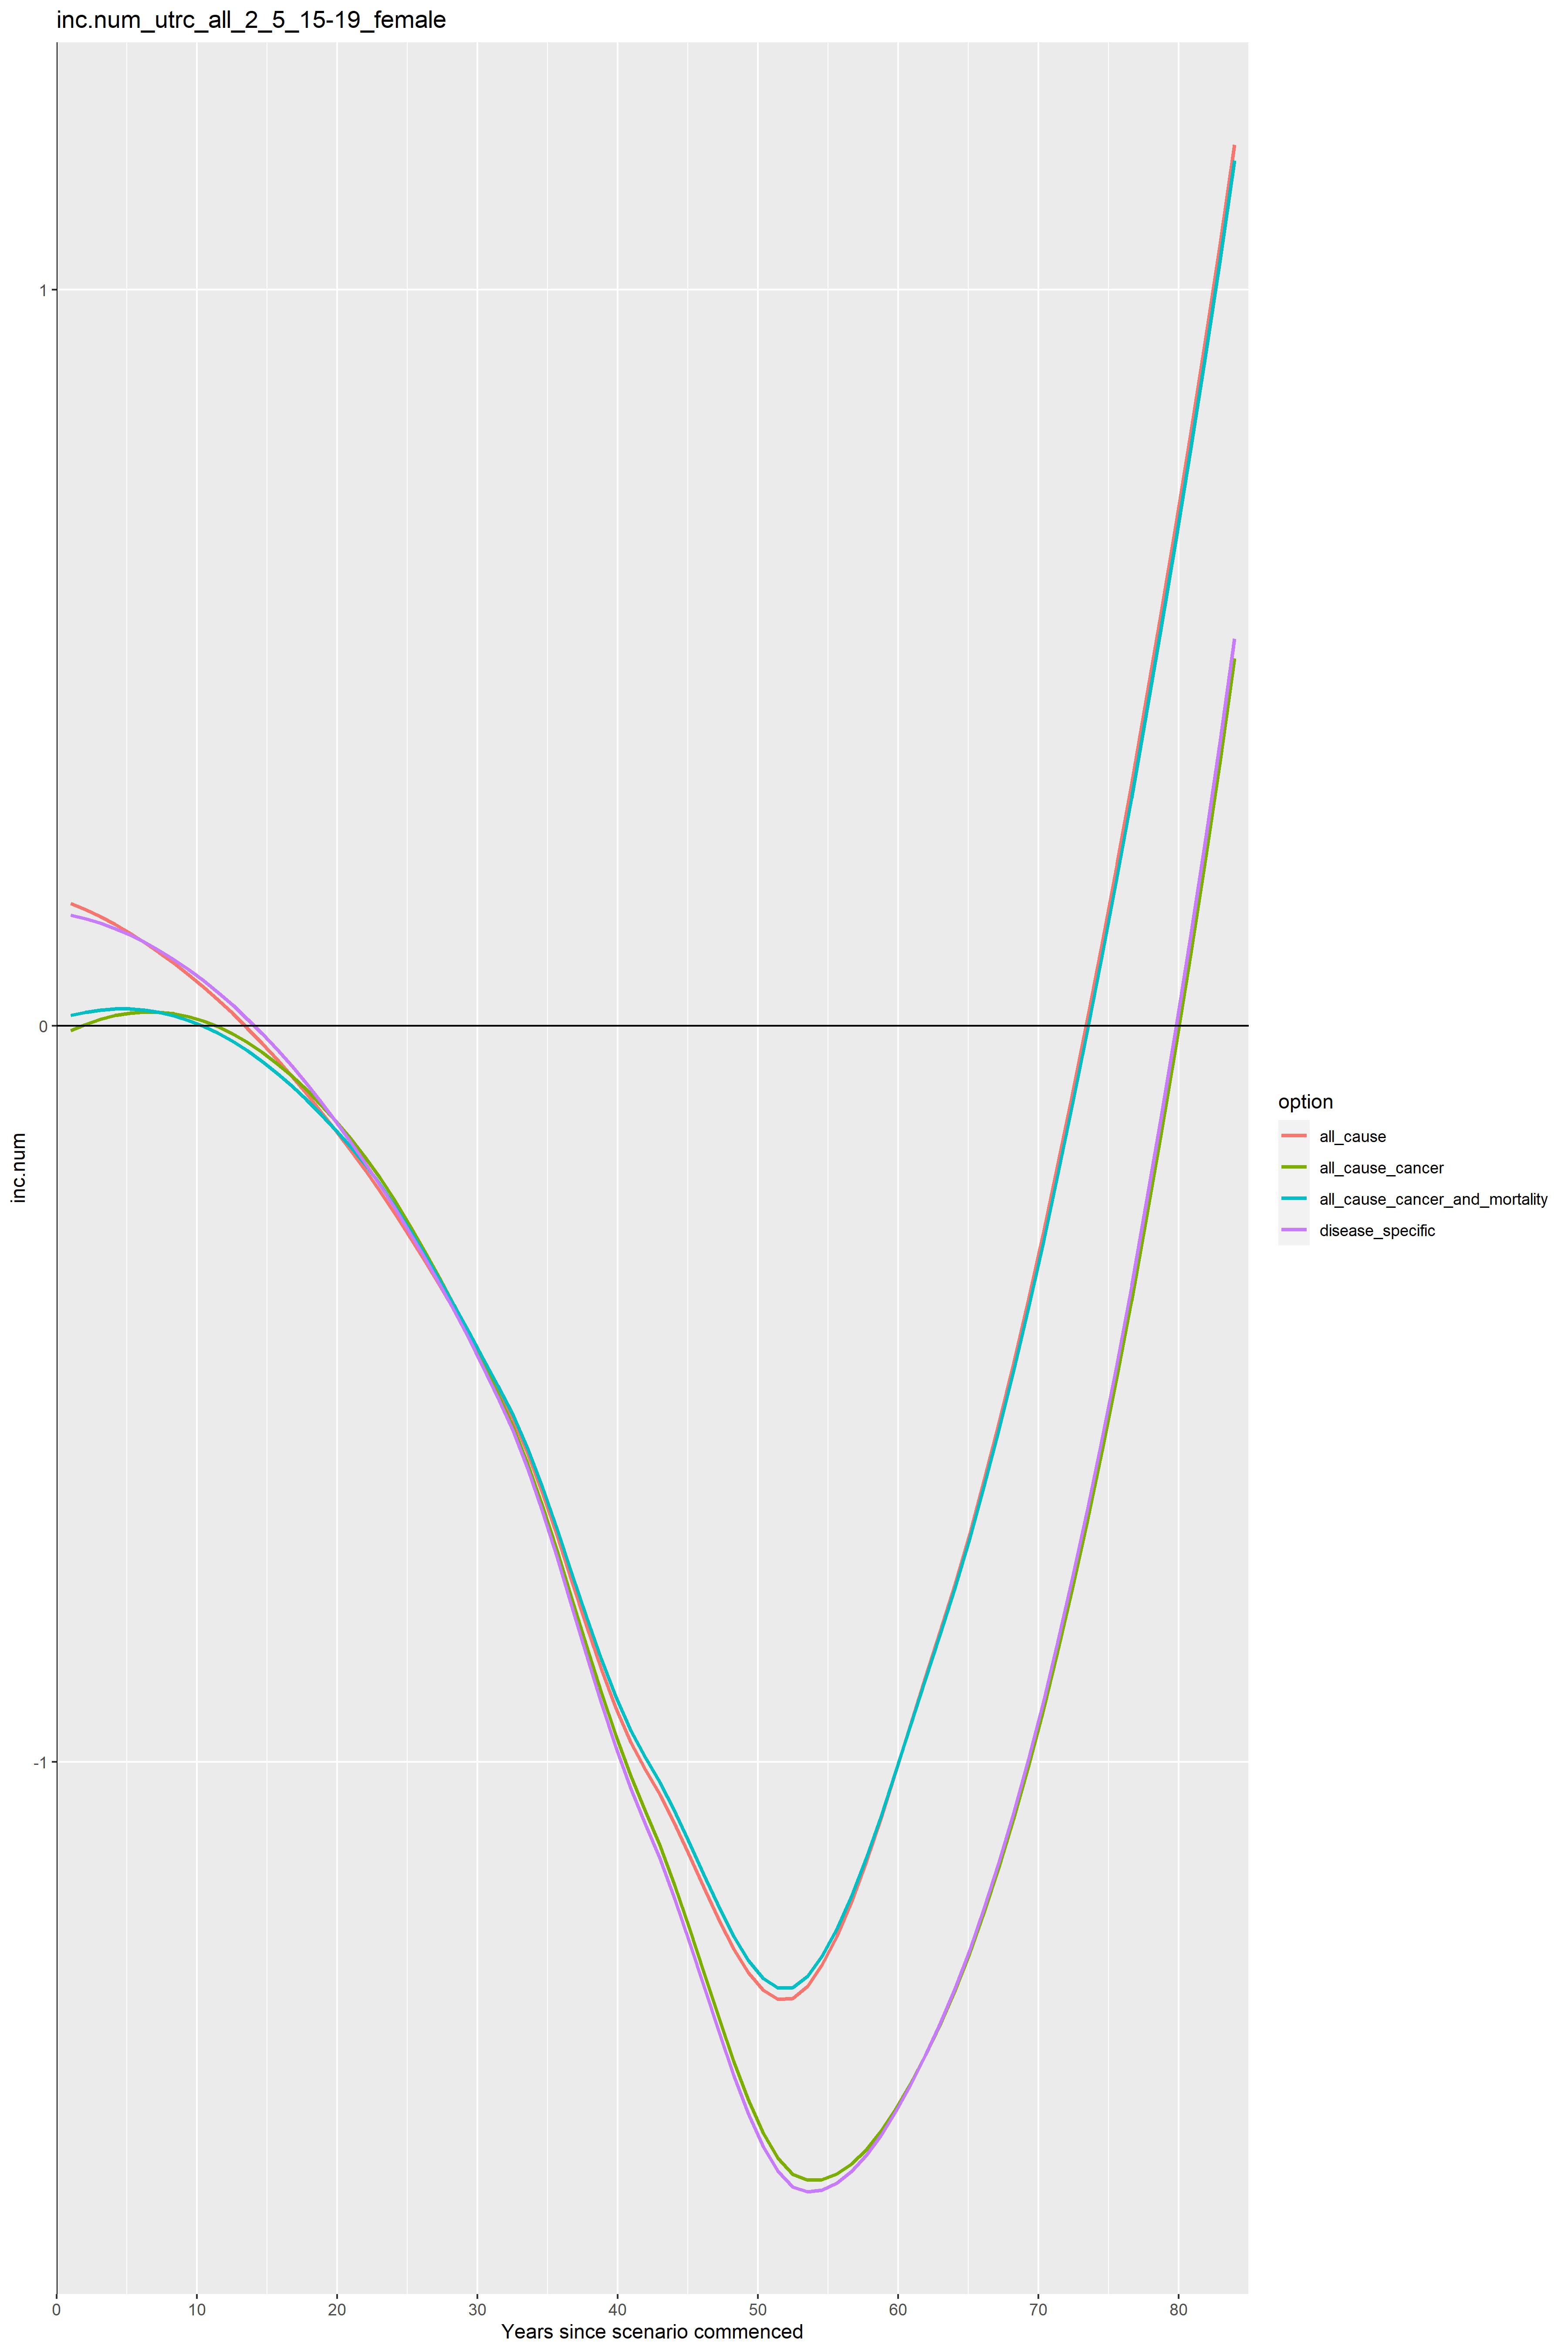 inc.num_utrc_all_2_5_15-19_female
1
0
-1
inc.num
0 10 20 30 40 50 60 70 80
Years since scenario commenced
option
all_cause
all_cause_cancer
all_cause_cancer_and_mortality
disease_specific